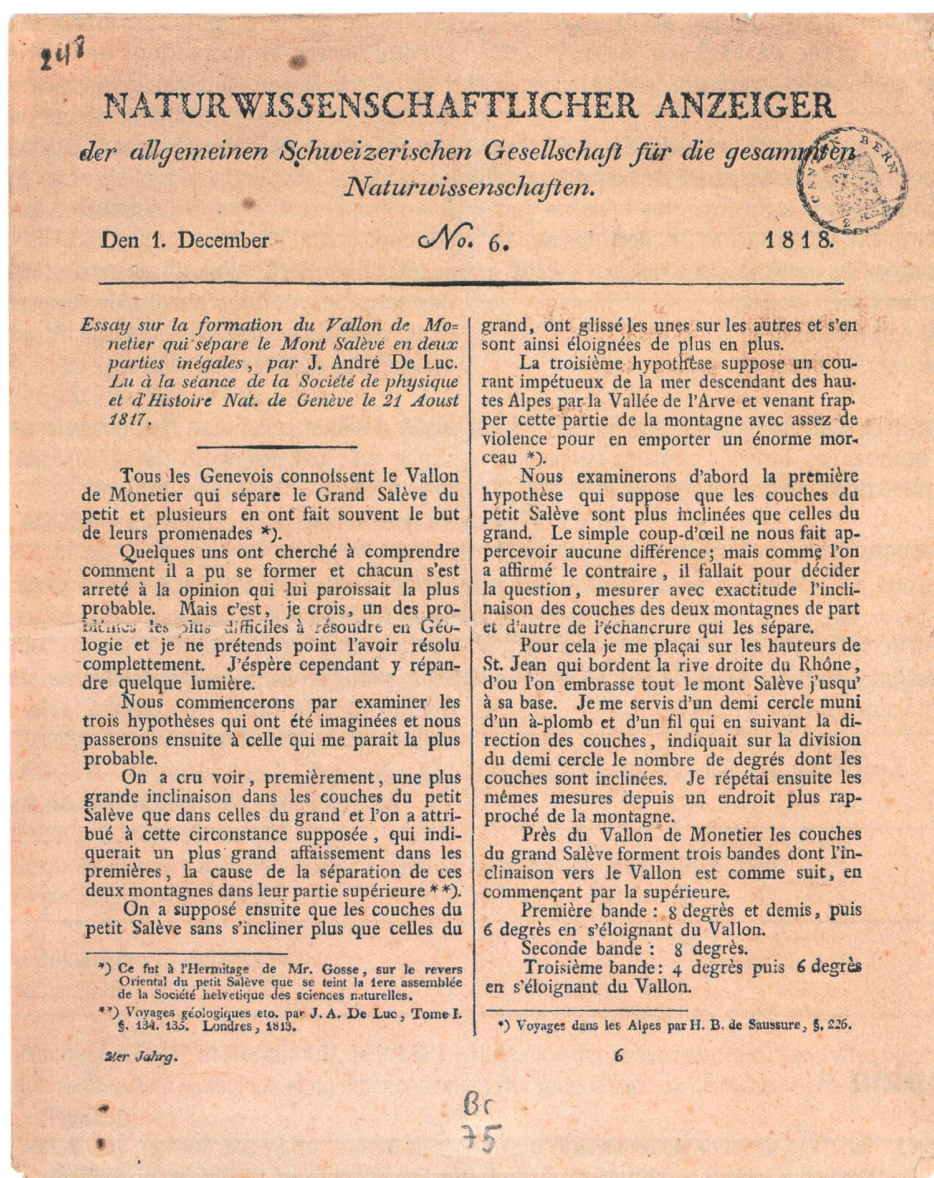 248
NATURWISSENSCHAFTLICHER ANZEIGER
der allgemeinen Schweizerischen Gesellschaft für die gesammten
Naturwissenschaften.
CANTON BERN
Den 1. December No. 6. 1818.
Essay sur la formation du Vallon de Mo=
netier qui sépare le Mont Salève en deux
parties inégales, par J. André De Luc.
Lu à la séance de la Société de physique
et d'Histoire Nat. de Genève le 21 Aoust
1817.
Tous les Genevois connoissent le Vallon
de Monetier qui sépare le Grand Salève du
petit et plusieurs en ont fait souvent le but
de leurs promenades *).
Quelques uns ont cherché à comprendre
comment il a pu se former et chacun s'est
arreté à la opinion qui lui paroissait la plus
probable. Mais c'est, je crois, un des pro-
blêmes les plus difficiles à résoudre en Géo-
logie et je ne prétends point l'avoir résolu
complettement. J'éspère cependant y répan-
dre quelque lumière.
Nous commencerons par examiner les
trois hypothèses qui ont été imaginées et nous
passerons ensuite à celle qui me parait la plus
probable.
On a cru voir, premièrement, une plus
grande inclinaison dans les couches du petit
Salève que dans celles du grand et l'on a attri-
bué à cette circonstance supposée, qui indi-
querait un plus grand affaissement dans les
premières, la cause de la séparation de ces
deux montagnes dans leur partie supérieure **).
On a supposé ensuite que les couches du
petit Salève sans s'incliner plus que celles du
*) Ce fut à l'Hermitage de Mr. Gosse, sur le revers
Oriental du petit Salève que se teint la 1ere assemblée
de la Société helvetique des sciences naturelles.
**) Voyages géologiques etc. par J. A. De Luc, Tome I.
§. 134. 135. Londres, 1813.
2ter Jahrg.
grand, ont glissé les unes sur les autres et s'en
sont ainsi éloignées de plus en plus.
La troisième hypothèse suppose un cou-
rant impétueux de la mer descendant des hau-
tes Alpes par la Vallée de l'Arve et venant frap-
per cette partie de la montagne avec assez de
violence pour en emporter un énorme mor-
ceau *).
Nous examinerons d'abord la première
hypothèse qui suppose que les couches du
petit Salève sont plus inclinées que celles du
grand. Le simple coup-d'œil ne nous fait ap-
percevoir aucune différence; mais comme l'on
a affirmé le contraire, il fallait pour décider
la question, mesurer avec exactitude l'incli-
naison des couches des deux montagnes de part
et d'autre de l'échancrure qui les sépare.
Pour cela je me plaçai sur les hauteurs de
St. Jean qui bordent la rive droite du Rhône,
d'ou l'on embrasse tout le mont Salève j'usqu'
à sa base. Je me servis d'un demi cercle muni
d'un à-plomb et d'un fil qui en suivant la di-
rection des couches, indiquait sur la division
du demi cercle le nombre de degrés dont les
couches sont inclinées. Je répétai ensuite les
mêmes mesures depuis un endroit plus rap-
proché de la montagne.
Près du Vallon de Monetier les couches
du grand Salève forment trois bandes dont l'in-
clinaison vers le Vallon est comme suit, en
commençant par la supérieure.
Première bande: 8 degrès et demis, puis
6 degrès en s'éloignant du Vallon.
Seconde bande: 8 degrès.
Troisième bande: 4 degrès puis 6 degrès
en s'éloignant du Vallon.
*) Voyages dans les Alpes par H. B. de Saussure, §. 226.
6
Br
75